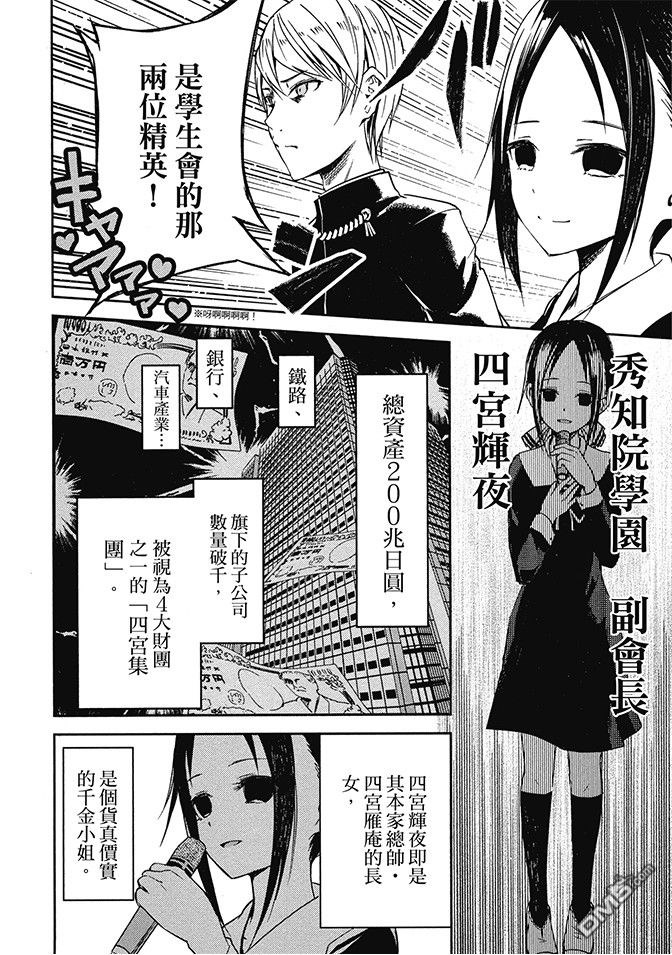 是學生會的那
兩位精英！
キャアアアァ
※呀啊啊啊啊！
秀知院學園　副會長
四宮輝夜
總資產200兆日圓，
鐵路、
銀行、
汽車產業…
旗下的子公司
數量破千，
被視為4大財團
之一的「四宮集
團」。
四宮輝夜即是
其本家總帥・
四宮雁庵的長
女，
是個貨真價實
的千金小姐。